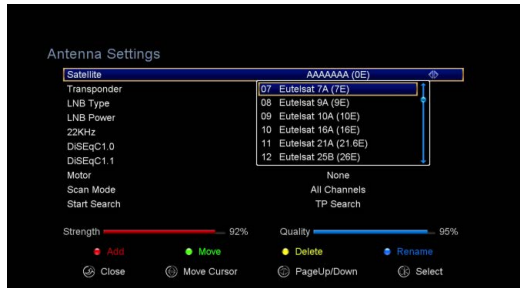 Antenna Settings
Satellite AAAAAAA (0E)
Transponder 07 Eutelsat 7A (7E)
LNB Type 08 Eutelsat 9A (9E)
LNB Power 09 Eutelsat 10A (10E)
22KHz 10 Eutelsat 16A (16E)
DiSEqC1.0 11 Eutelsat 21A (21.6E)
DiSEqC1.1 12 Eutelsat 25B (26E)
Motor None
Scan Mode All Channels
Start Search TP Search
Strength 92% Quality 95%
Add Move Delete Rename
Close Move Cursor PageUp/Down Select